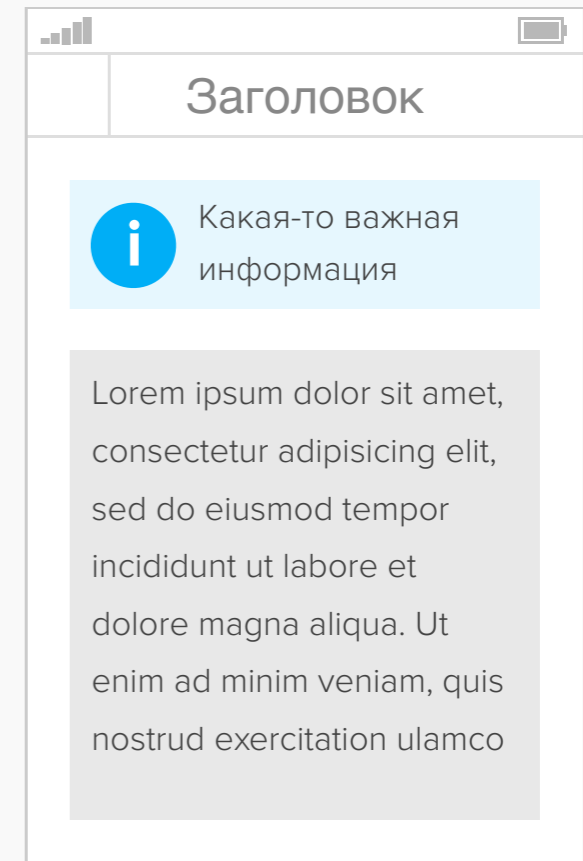 Заголовок
i
Какая-то важная
информация
Lorem ipsum dolor sit amet,
consectetur adipisicing elit,
sed do eiusmod tempor
incididunt ut labore et
dolore magna aliqua. Ut
enim ad minim veniam, quis
nostrud exercitation ulamco